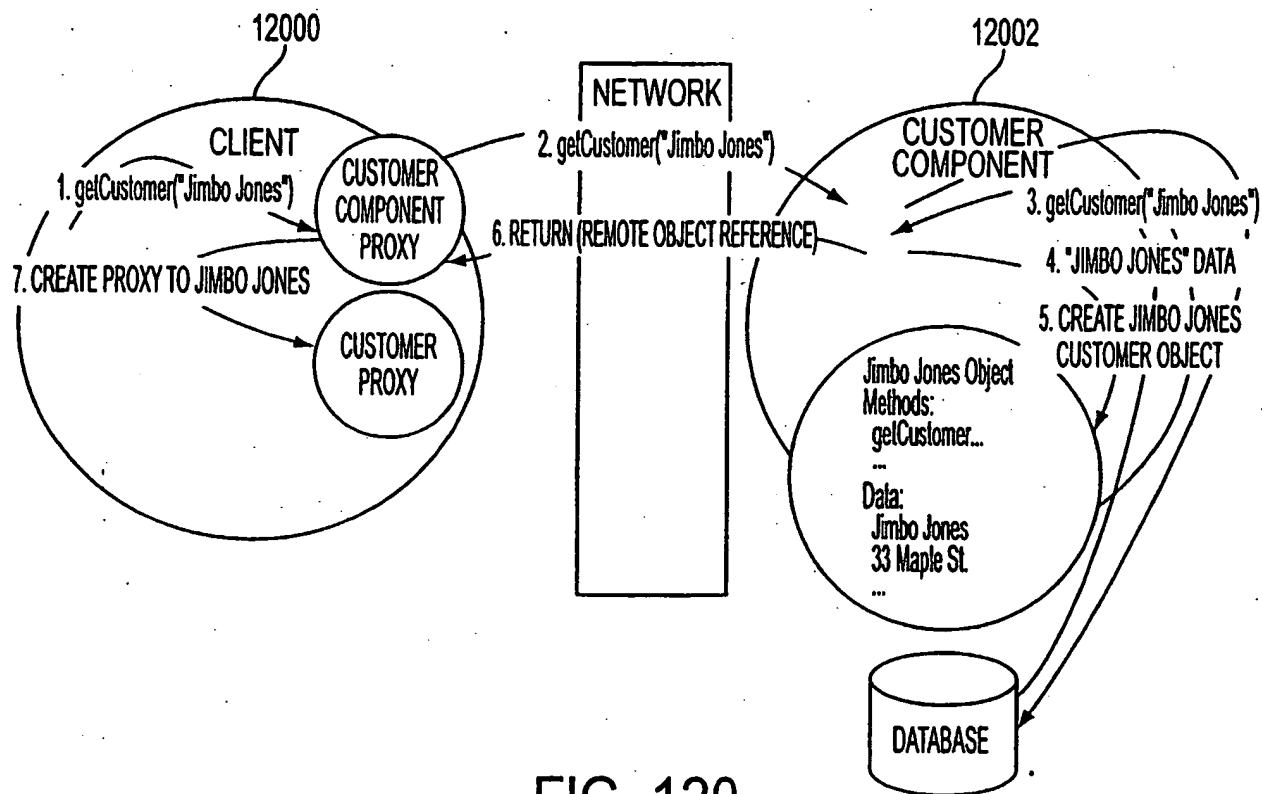 12000
12002
NETWORK
CLIENT
1. getCustomer("Jimbo Jones")
CUSTOMER
COMPONENT
PROXY
2. getCustomer("Jimbo Jones")
CUSTOMER
COMPONENT
3. getCustomer("Jimbo Jones")
6. RETURN (REMOTE OBJECT REFERENCE)
4. "JIMBO JONES" DATA
7. CREATE PROXY TO JIMBO JONES
5. CREATE JIMBO JONES
CUSTOMER OBJECT
CUSTOMER
PROXY
Jimbo Jones Object
Methods:
getCustomer...
...
Data:
Jimbo Jones
33 Maple St.
...
DATABASE
FIG. 120